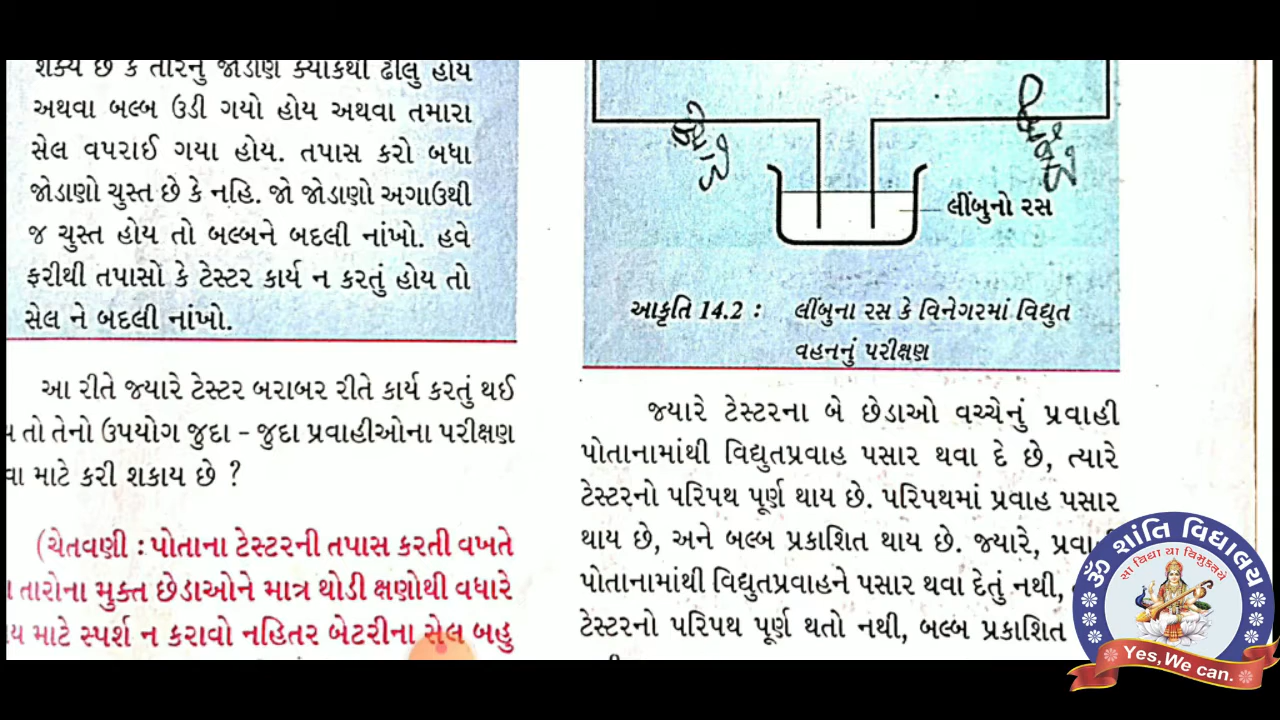 શક્ય છે કે તારનું જોડાણ ક્યાંકથી ઢીલું હોય
અથવા બલ્બ ઉડી ગયો હોય અથવા તમારા
સેલ વપરાઈ ગયા હોય. તપાસ કરો બધા
જોડાણો ચુસ્ત છે કે નહિ. જો જોડાણો અગાઉથી
જ ચુસ્ત હોય તો બલ્બને બદલી નાંખો. હવે
ફરીથી તપાસો કે ટેસ્ટર કાર્ય ન કરતું હોય તો
સેલ ને બદલી નાંખો.
આ રીતે જ્યારે ટેસ્ટર બરાબર રીતે કાર્ય કરતું થઈ
તો તેનો ઉપયોગ જુદા - જુદા પ્રવાહીઓના પરીક્ષણ
વા માટે કરી શકાય છે ?
(ચેતવણી : પોતાના ટેસ્ટરની તપાસ કરતી વખતે
તારોના મુક્ત છેડાઓને માત્ર થોડી ક્ષણોથી વધારે
માટે સ્પર્શ ન કરાવો નહિતર બેટરીના સેલ બહુ
લીંબુનો રસ
આકૃતિ 14.2 : લીંબુના રસ કે વિનેગરમાં વિદ્યુત
વહનનું પરીક્ષણ
જ્યારે ટેસ્ટરના બે છેડાઓ વચ્ચેનું પ્રવાહી
પોતાનામાંથી વિદ્યુતપ્રવાહ પસાર થવા દે છે, ત્યારે
ટેસ્ટરનો પરિપથ પૂર્ણ થાય છે. પરિપથમાં પ્રવાહ પસાર
થાય છે, અને બલ્બ પ્રકાશિત થાય છે. જ્યારે,
પોતાનામાંથી વિદ્યુતપ્રવાહને પસાર થવા દેતું નથી,
ટેસ્ટરનો પરિપથ પૂર્ણ થતો નથી, બલ્બ પ્રકાશિત
ૐ શાંતિ વિદ્યાલય
सा विद्या या विमुक्तये
Yes, We can.